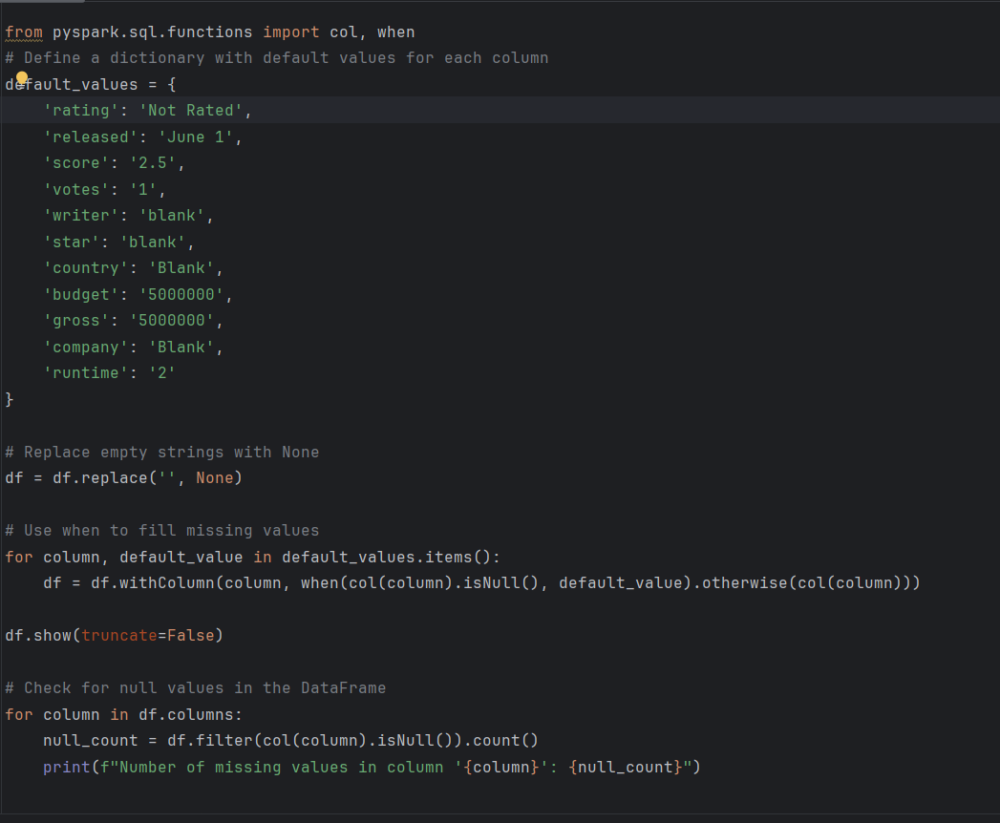 from pyspark.sql.functions import col, when
# Define a dictionary with default values for each column
default_values = {
    'rating': 'Not Rated',
    'released': 'June 1',
    'score': '2.5',
    'votes': '1',
    'writer': 'blank',
    'star': 'blank',
    'country': 'Blank',
    'budget': '5000000',
    'gross': '5000000',
    'company': 'Blank',
    'runtime': '2'
}
# Replace empty strings with None
df = df.replace('', None)
# Use when to fill missing values
for column, default_value in default_values.items():
    df = df.withColumn(column, when(col(column).isNull(), default_value).otherwise(col(column)))
df.show(truncate=False)
# Check for null values in the DataFrame
for column in df.columns:
    null_count = df.filter(col(column).isNull()).count()
    print(f"Number of missing values in column '{column}': {null_count}")